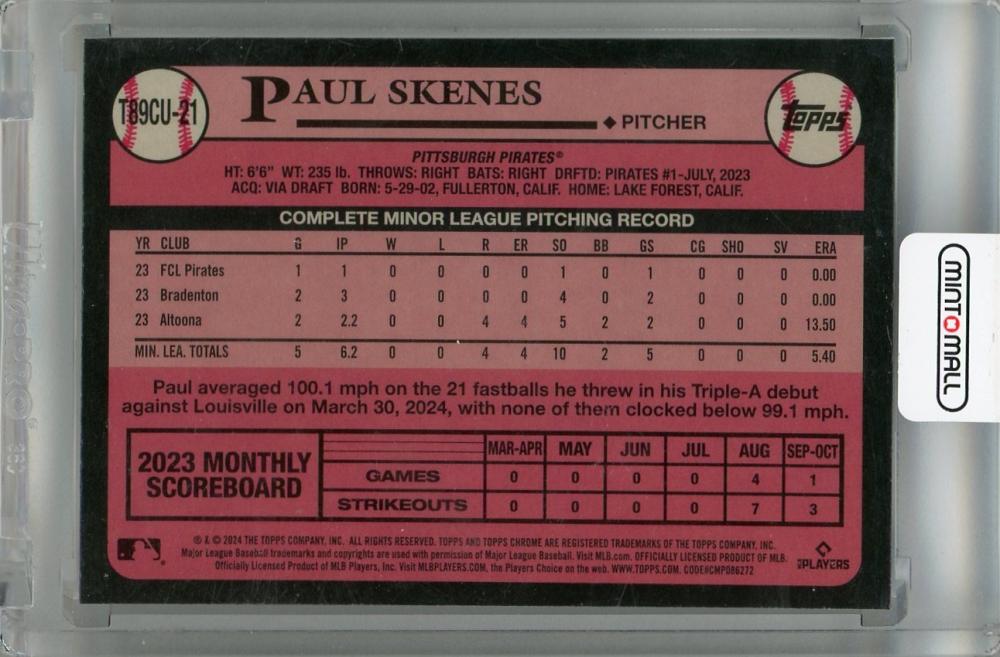 T89CU-21
PAUL SKENES
◆ PITCHER
TOPPS
PITTSBURGH PIRATES®
HT: 6'6" WT: 235 lb. THROWS: RIGHT BATS: RIGHT DRFTD: PIRATES #1-JULY, 2023
ACQ: VIA DRAFT BORN: 5-29-02, FULLERTON, CALIF. HOME: LAKE FOREST, CALIF.
COMPLETE MINOR LEAGUE PITCHING RECORD
YR CLUB G IP W L R ER SO BB GS CG SHO SV ERA
23 FCL Pirates 1 1 0 0 0 0 1 0 1 0 0 0 0.00
23 Bradenton 2 3 0 0 0 0 4 0 2 0 0 0 0.00
23 Altoona 2 2.2 0 0 4 4 5 2 2 0 0 0 13.50
MIN. LEA. TOTALS 5 6.2 0 0 4 4 10 2 5 0 0 0 5.40
Paul averaged 100.1 mph on the 21 fastballs he threw in his Triple-A debut
against Louisville on March 30, 2024, with none of them clocked below 99.1 mph.
2023 MONTHLY
SCOREBOARD
MAR-APR MAY JUN JUL AUG SEP-OCT
GAMES 0 0 0 0 4 1
STRIKEOUTS 0 0 0 0 7 3
® & © 2024 THE TOPPS COMPANY, INC. ALL RIGHTS RESERVED. TOPPS AND TOPPS CHROME ARE REGISTERED TRADEMARKS OF THE TOPPS COMPANY, INC.
Major League Baseball trademarks and copyrights are used with permission of Major League Baseball. Visit MLB.com. OFFICIALLY LICENSED PRODUCT OF MLB
Officially Licensed Product of MLB Players, Inc. Visit MLBPLAYERS.COM, the Players Choice on the web. WWW.TOPPS.COM. CODE#CMP086272
PLAYERS
MINT MALL